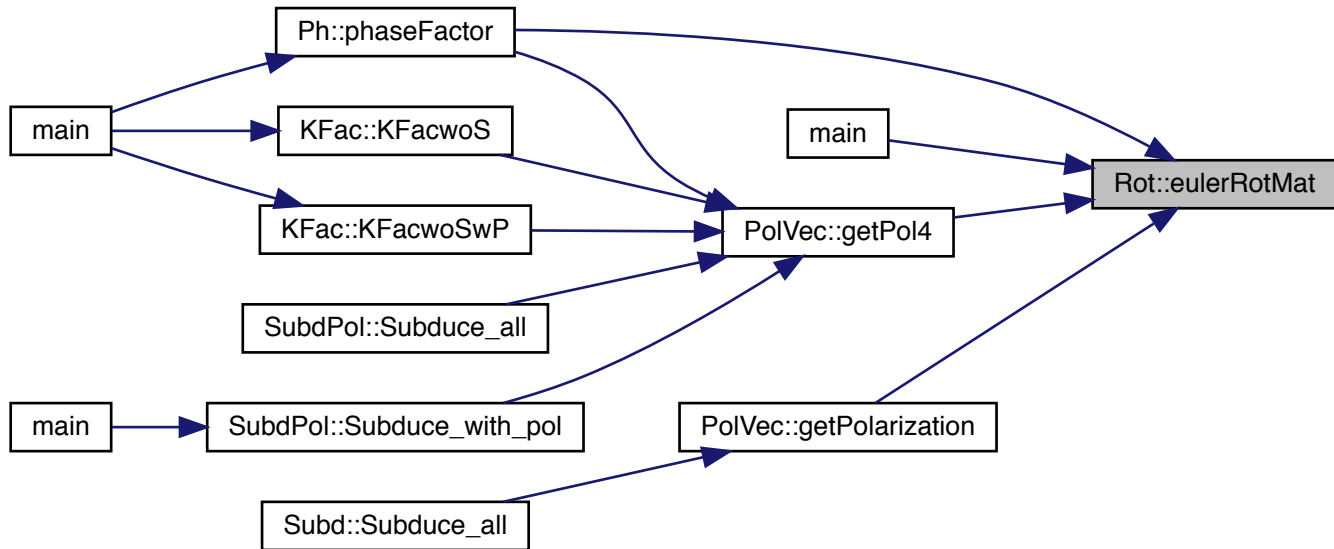 Ph::phaseFactor
main
KFac::KFacwoS
main
Rot::eulerRotMat
KFac::KFacwoSwP
PolVec::getPol4
SubdPol::Subduce_all
main
SubdPol::Subduce_with_pol
PolVec::getPolarization
Subd::Subduce_all